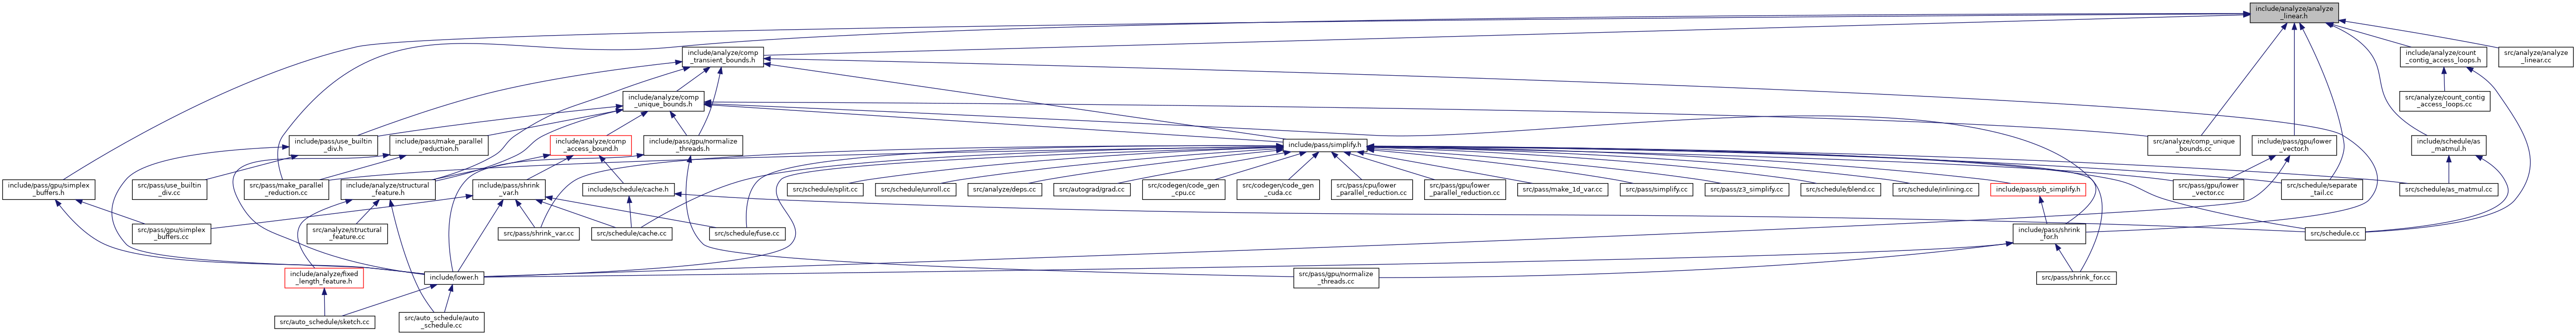 include/analyze/analyze
_linear.h
include/analyze/comp
_transient_bounds.h
include/analyze/count
_contig_access_loops.h
src/analyze/analyze
_linear.cc
include/analyze/comp
_unique_bounds.h
src/analyze/count_contig
_access_loops.cc
include/pass/use_builtin
_div.h
include/pass/make_parallel
_reduction.h
include/analyze/comp
_access_bound.h
include/pass/gpu/normalize
_threads.h
include/pass/simplify.h
src/analyze/comp_unique
_bounds.cc
include/pass/gpu/lower
_vector.h
include/schedule/as
_matmul.h
include/pass/gpu/simplex
_buffers.h
src/pass/use_builtin
_div.cc
src/pass/make_parallel
_reduction.cc
include/analyze/structural
_feature.h
include/pass/shrink
_var.h
include/schedule/cache.h
src/schedule/split.cc
src/schedule/unroll.cc
src/analyze/deps.cc
src/autograd/grad.cc
src/codegen/code_gen
_cpu.cc
src/codegen/code_gen
_cuda.cc
src/pass/cpu/lower
_parallel_reduction.cc
src/pass/gpu/lower
_parallel_reduction.cc
src/pass/make_1d_var.cc
src/pass/simplify.cc
src/pass/z3_simplify.cc
src/schedule/blend.cc
src/schedule/inlining.cc
include/pass/pb_simplify.h
src/pass/gpu/lower
_vector.cc
src/schedule/separate
_tail.cc
src/schedule/as_matmul.cc
src/pass/gpu/simplex
_buffers.cc
src/analyze/structural
_feature.cc
src/pass/shrink_var.cc
src/schedule/cache.cc
src/schedule/fuse.cc
include/pass/shrink
_for.h
src/schedule.cc
include/analyze/fixed
_length_feature.h
include/lower.h
src/pass/gpu/normalize
_threads.cc
src/pass/shrink_for.cc
src/auto_schedule/sketch.cc
src/auto_schedule/auto
_schedule.cc